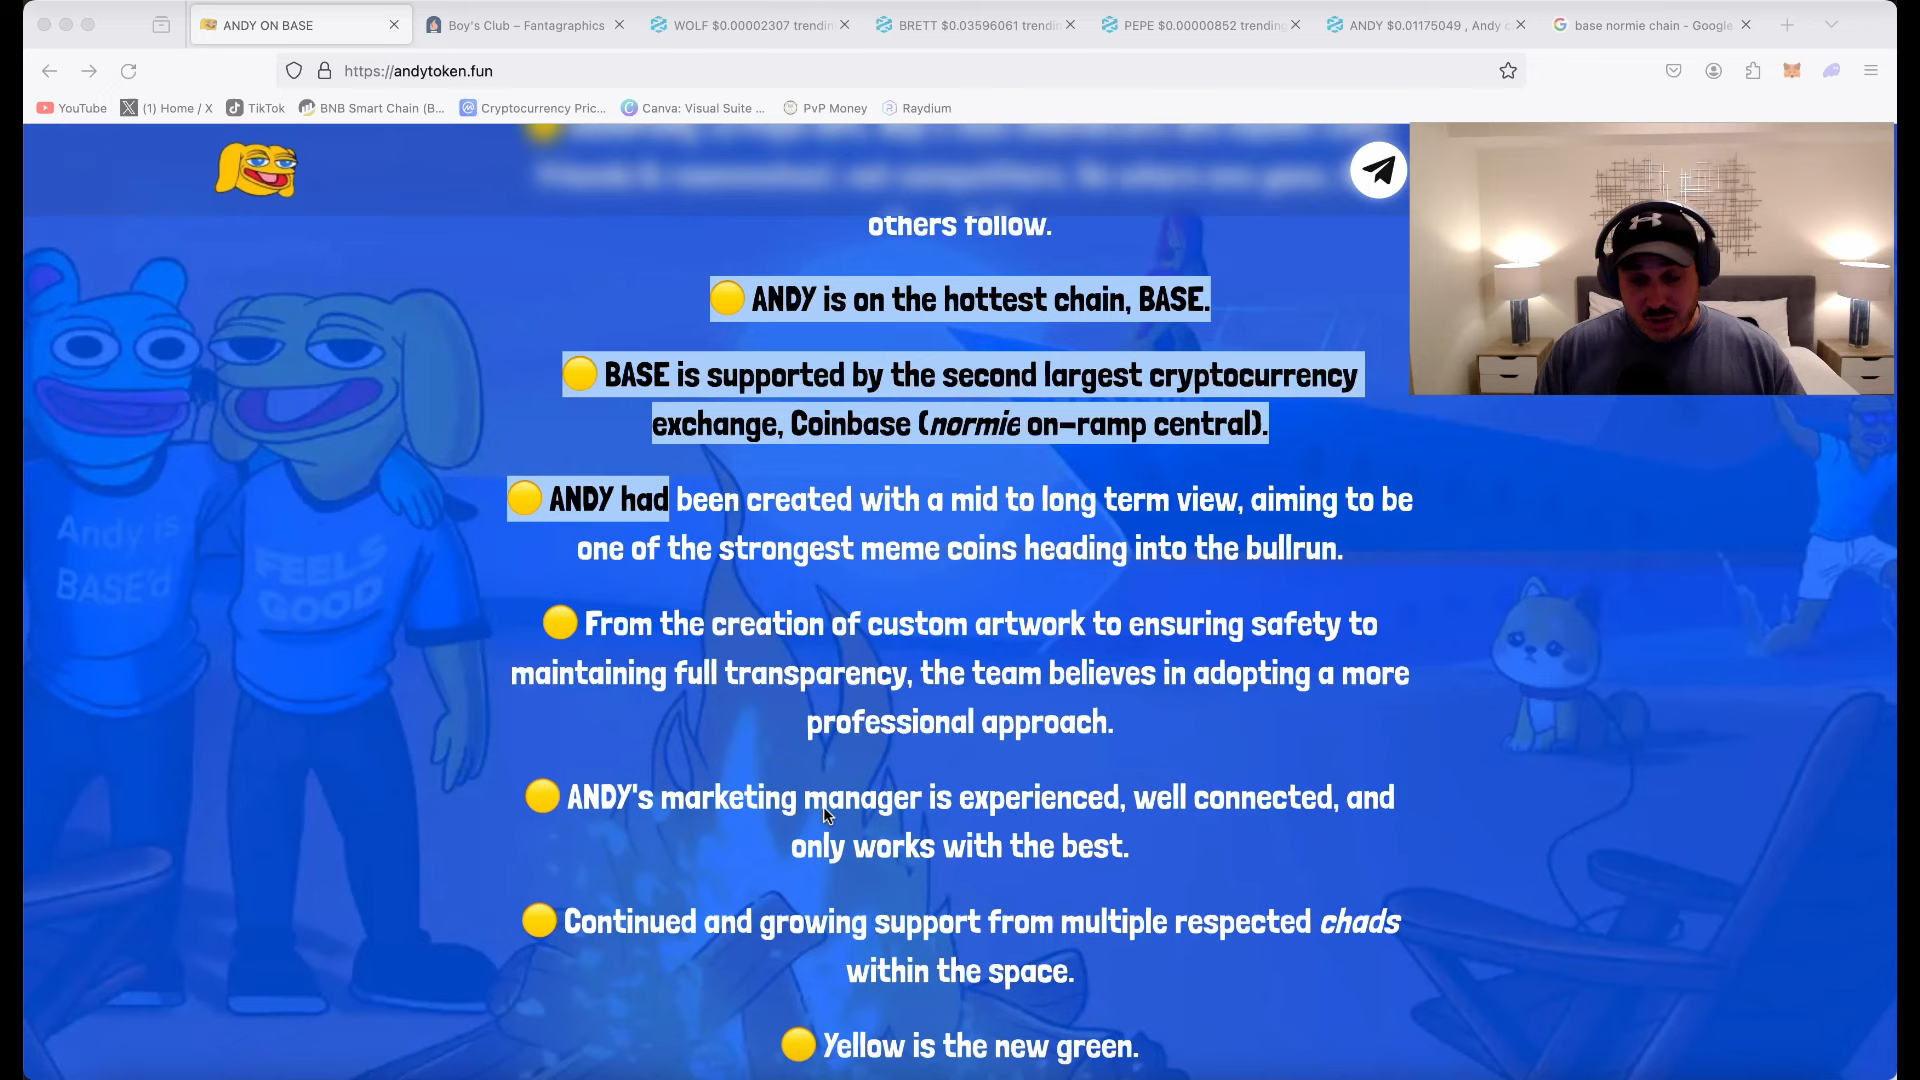 ANDY ON BASE
Boy's Club – Fantagraphics
WOLF $0.00002307 trendin
BRETT $0.03596061 trendin
PEPE $0.00000852 trending
ANDY $0.01175049 , Andy c
base normie chain - Google
https://andytoken.fun
YouTube
(1) Home / X
TikTok
BNB Smart Chain (B...
Cryptocurrency Pric...
Canva: Visual Suite ...
PvP Money
Raydium
others follow.
ANDY is on the hottest chain, BASE.
BASE is supported by the second largest cryptocurrency
exchange, Coinbase (normie on-ramp central).
ANDY had been created with a mid to long term view, aiming to be
one of the strongest meme coins heading into the bullrun.
From the creation of custom artwork to ensuring safety to
maintaining full transparency, the team believes in adopting a more
professional approach.
ANDY's marketing manager is experienced, well connected, and
only works with the best.
Continued and growing support from multiple respected chads
within the space.
Yellow is the new green.
Andy is
BASE'd
FEELS
GOOD